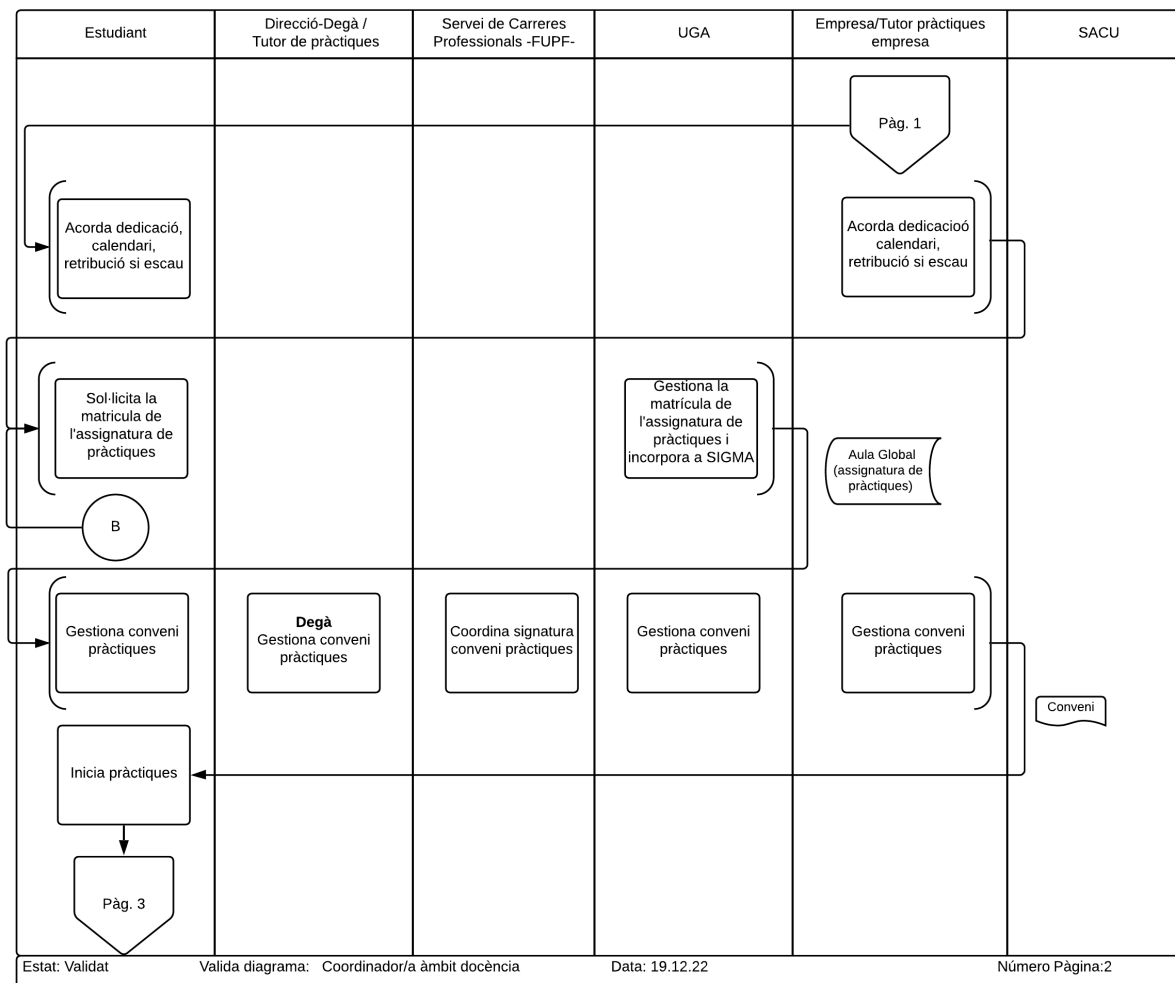 Estudiant
Direcció-Degà /
Tutor de pràctiques
Servei de Carreres
Professionals -FUPF-
UGA
Empresa/Tutor pràctiques
empresa
SACU
Pàg. 1
Acorda dedicació,
calendari,
retribució si escau
Acorda dedicacioó
calendari,
retribució si escau
Sol·licita la
matricula de
l'assignatura de
pràctiques
Gestiona la
matrícula de
l'assignatura de
pràctiques i
incorpora a SIGMA
Aula Global
(assignatura de
pràctiques)
B
Gestiona conveni
pràctiques
Degà
Gestiona conveni
pràctiques
Coordina signatura
conveni pràctiques
Gestiona conveni
pràctiques
Gestiona conveni
pràctiques
Conveni
Inicia pràctiques
Pàg. 3
Estat: Validat
Valida diagrama: Coordinador/a àmbit docència
Data: 19.12.22
Número Pàgina:2